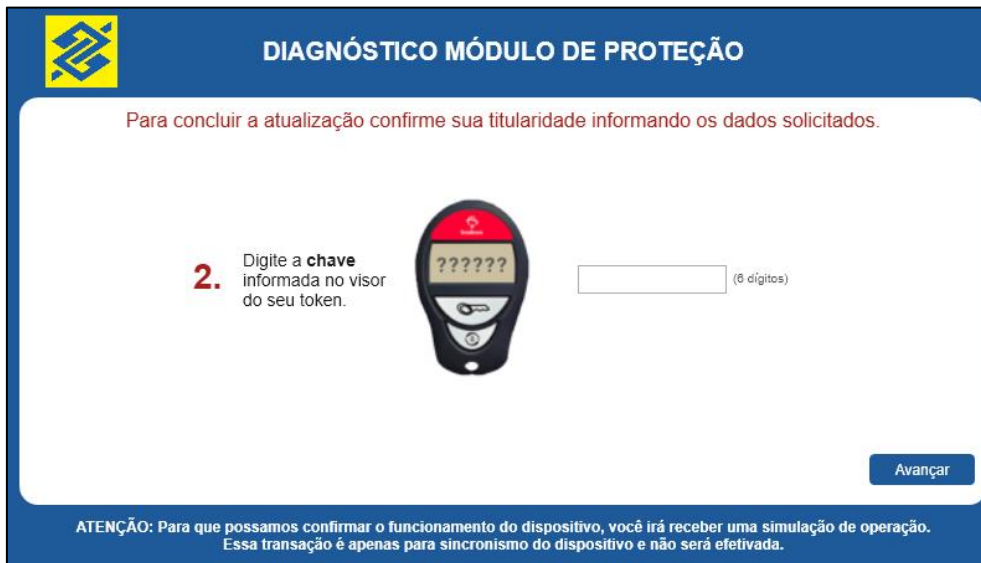 DIAGNÓSTICO MÓDULO DE PROTEÇÃO
Para concluir a atualização confirme sua titularidade informando os dados solicitados.
2.
Digite a chave
informada no visor
do seu token.
??????
(6 dígitos)
Avançar
ATENÇÃO: Para que possamos confirmar o funcionamento do dispositivo, você irá receber uma simulação de operação.
Essa transação é apenas para sincronismo do dispositivo e não será efetivada.